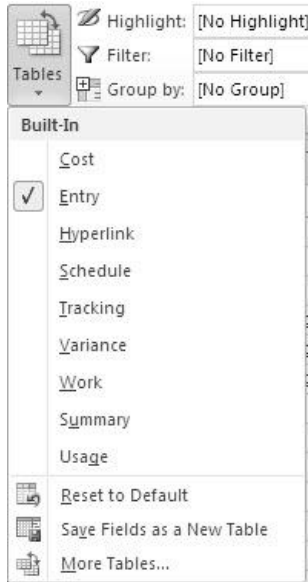 Highlight: [No Highlight]
Filter: [No Filter]
Tables
Group by: [No Group]
Built-In
Cost
Entry
Hyperlink
Schedule
Tracking
Variance
Work
Summary
Usage
Reset to Default
Save Fields as a New Table
More Tables...